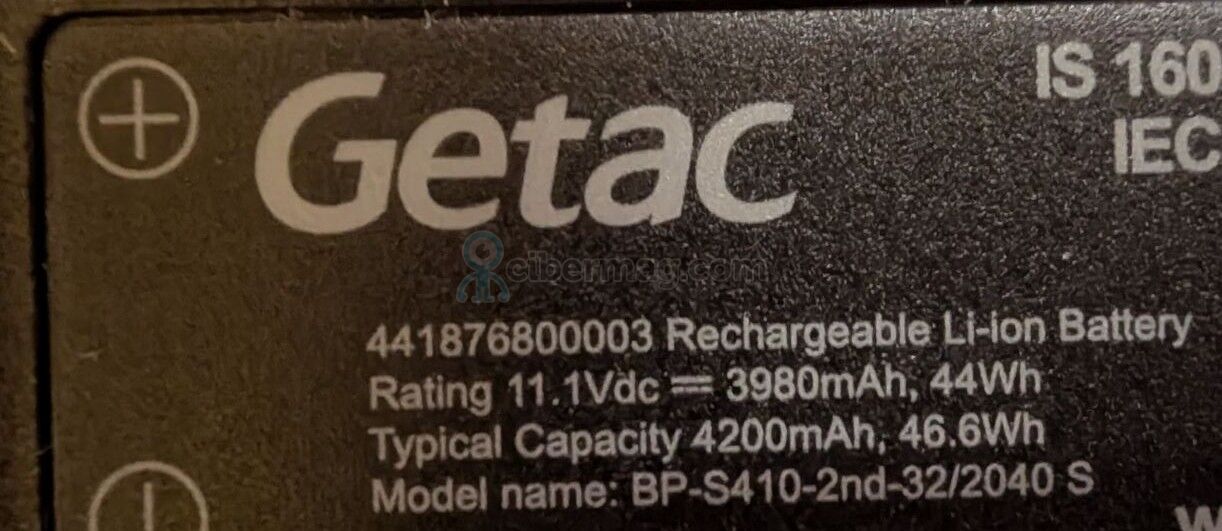 Getac
IS 160
IEC
cibermag.com
441876800003 Rechargeable Li-ion Battery
Rating 11.1Vdc ⎓ 3980mAh, 44Wh
Typical Capacity 4200mAh, 46.6Wh
Model name: BP-S410-2nd-32/2040 S
W